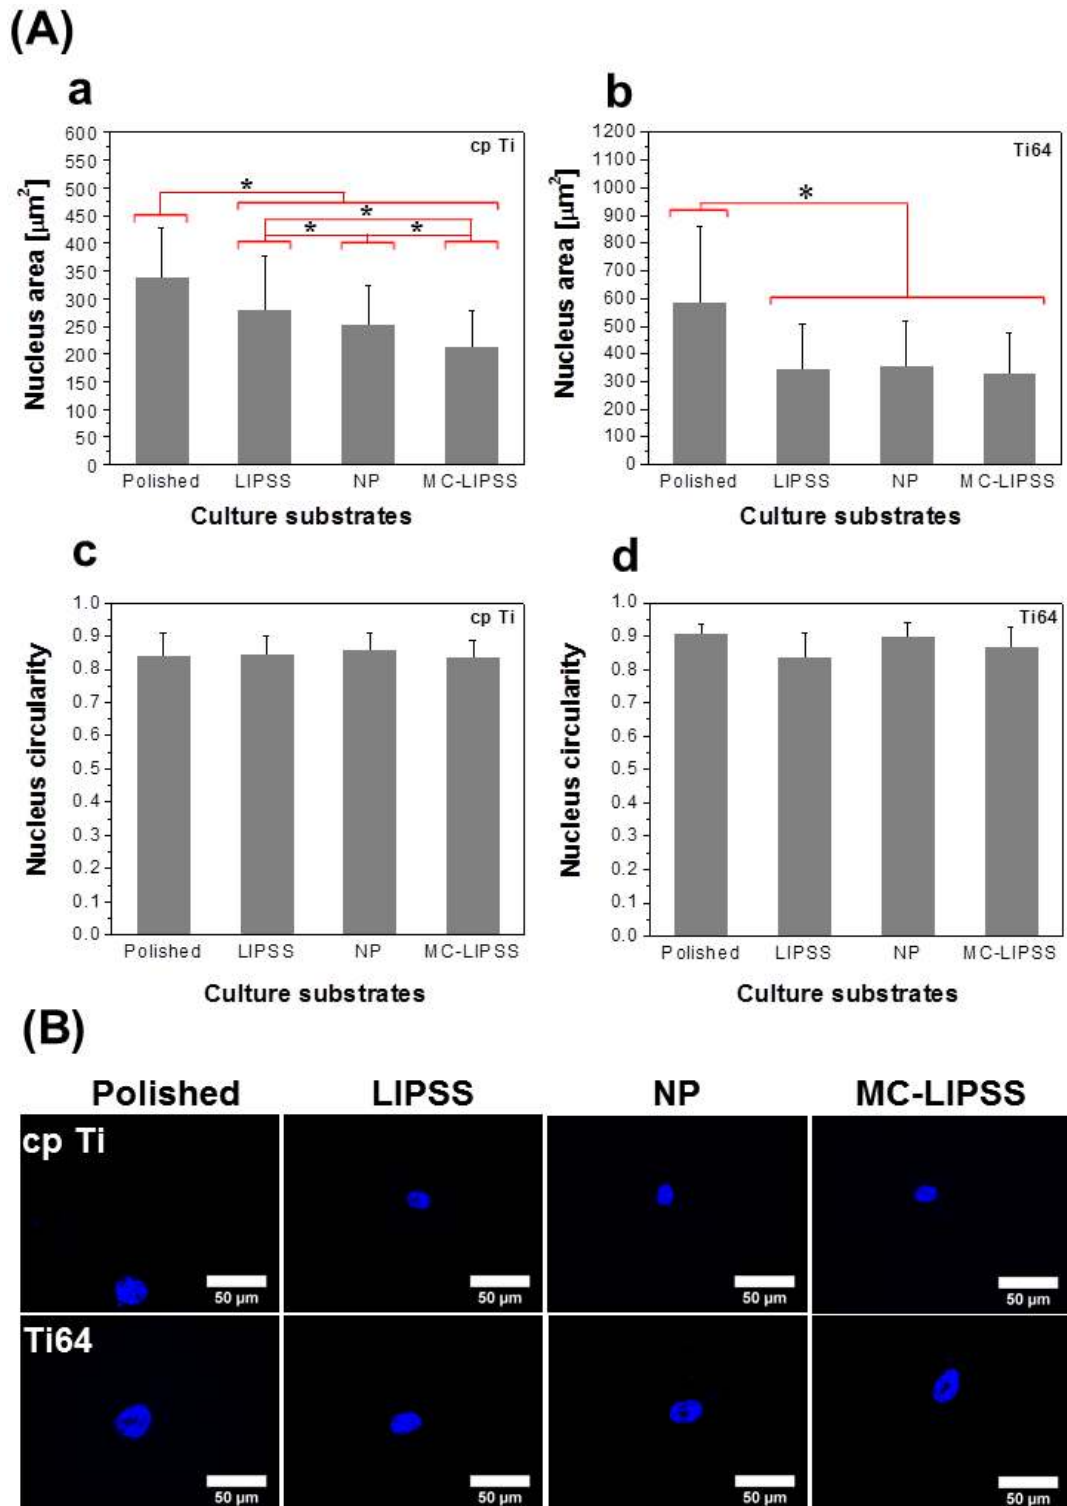 (A)
a
b
600
550
500
450
400
350
300
250
200
150
100
50
0
Nucleus area [µm²]
cp Ti
*
*
* *
Polished LIPSS NP MC-LIPSS
Culture substrates
1200
1100
1000
900
800
700
600
500
400
300
200
100
0
Nucleus area [µm²]
Ti64
*
Polished LIPSS NP MC-LIPSS
Culture substrates
c
d
1.0
0.9
0.8
0.7
0.6
0.5
0.4
0.3
0.2
0.1
0.0
Nucleus circularity
cp Ti
Polished LIPSS NP MC-LIPSS
Culture substrates
1.0
0.9
0.8
0.7
0.6
0.5
0.4
0.3
0.2
0.1
0.0
Nucleus circularity
Ti64
Polished LIPSS NP MC-LIPSS
Culture substrates
(B)
Polished LIPSS NP MC-LIPSS
cp Ti
50 µm 50 µm 50 µm 50 µm
Ti64
50 µm 50 µm 50 µm 50 µm